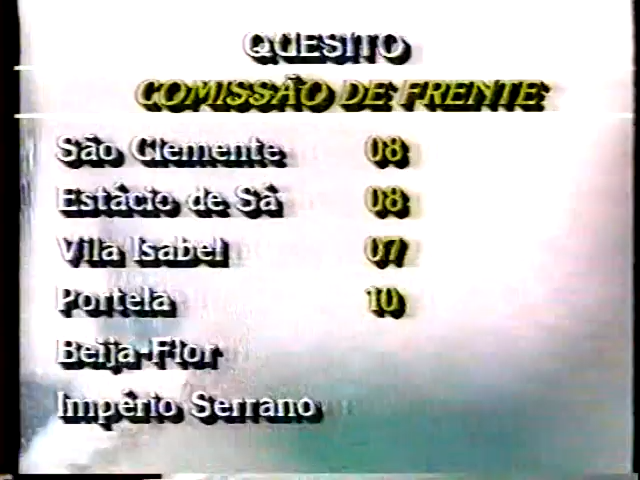 QUESITO
COMISSÃO DE FRENTE
São Clemente 08
Estácio de Sá 08
Vila Isabel 07
Portela 10
Beija-Flor
Império Serrano